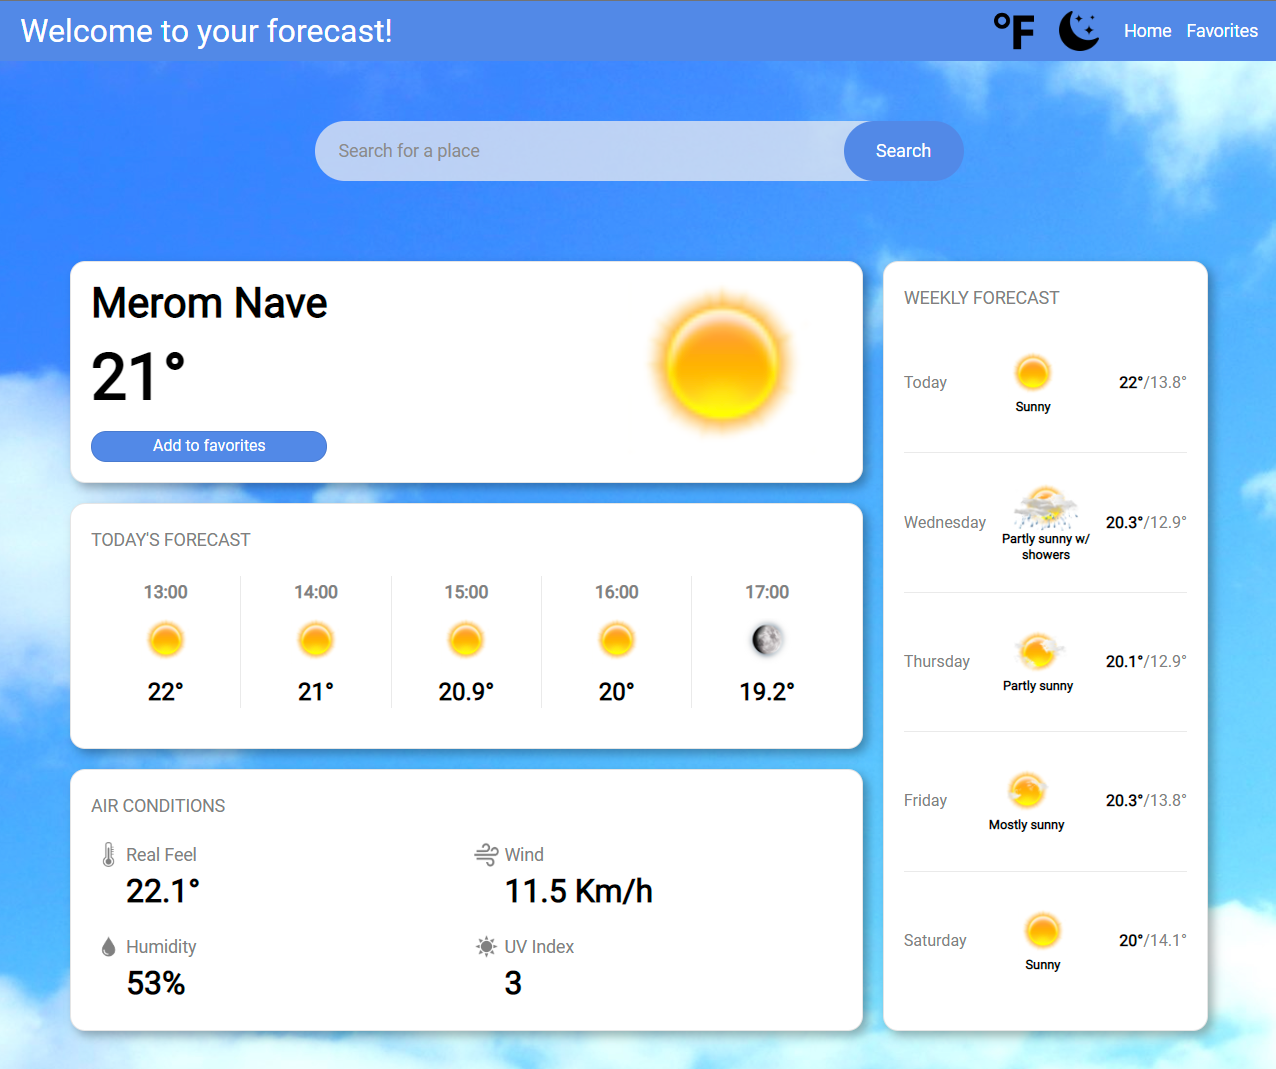 Welcome to your forecast!
°F
Home
Favorites
Search for a place
Search
Merom Nave
21°
Add to favorites
TODAY'S FORECAST
13:00
14:00
15:00
16:00
17:00
22°
21°
20.9°
20°
19.2°
AIR CONDITIONS
Real Feel
22.1°
Wind
11.5 Km/h
Humidity
53%
UV Index
3
WEEKLY FORECAST
Today
Sunny
22°/13.8°
Wednesday
Partly sunny w/
showers
20.3°/12.9°
Thursday
Partly sunny
20.1°/12.9°
Friday
Mostly sunny
20.3°/13.8°
Saturday
Sunny
20°/14.1°